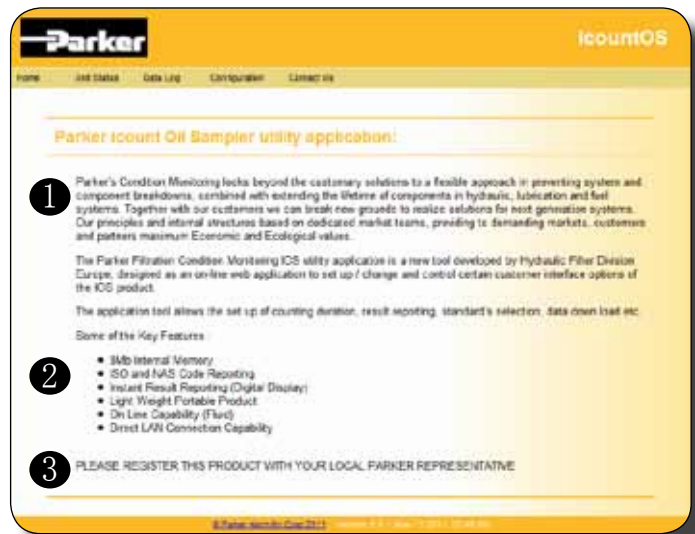 Parker
IcountOS
Home Unit Status Data Log Configuration Contact Us
Parker Icount Oil Sampler utility application:
1
Parker's Condition Monitoring looks beyond the customary solutions to a flexible approach in preventing system and
component breakdowns, combined with extending the lifetime of components in hydraulic, lubrication and fuel
systems. Together with our customers we can break new grounds to realize solutions for next generation systems.
Our principles and internal structures based on dedicated market teams, providing to demanding markets, customers
and partners maximum Economic and Ecological values.
The Parker Filtration Condition Monitoring ICS utility application is a new tool developed by Hydraulic Filter Division
Europe, designed as an on-line web application to set up / change and control certain customer interface options of
the IOS product.
The application tool allows the set up of counting duration, result reporting, standard's selection, data down load etc
Some of the Key Features
2
• Mb Internal Memory
• ISO and NAS Code Reporting
• Instant Result Reporting (Digital Display)
• Light Weight Portable Product
• On Line Capability (Fluid)
• Direct LAN Connection Capability
3
PLEASE REGISTER THIS PRODUCT WITH YOUR LOCAL PARKER REPRESENTATIVE
© Parker Hannifin Corp 2011